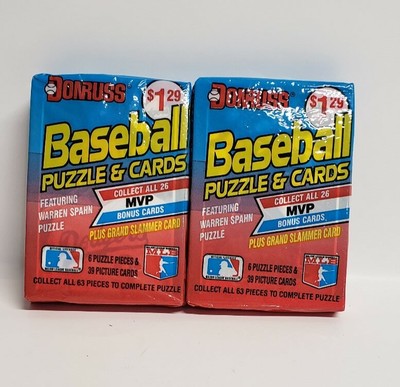 DONRUSS
$1.29
Baseball
PUZZLE & CARDS
COLLECT ALL 26
MVP
BONUS CARDS
FEATURING
WARREN SPAHN
PUZZLE
PLUS GRAND SLAMMER CARD
6 PUZZLE PIECES &
39 PICTURE CARDS
COLLECT ALL 63 PIECES TO COMPLETE PUZZLE
DONRUSS
$1.29
Baseball
PUZZLE & CARDS
COLLECT ALL 26
MVP
BONUS CARDS
FEATURING
WARREN SPAHN
PUZZLE
PLUS GRAND SLAMMER CARD
6 PUZZLE PIECES &
39 PICTURE CARDS
COLLECT ALL 63 PIECES TO COMPLETE PUZZLE